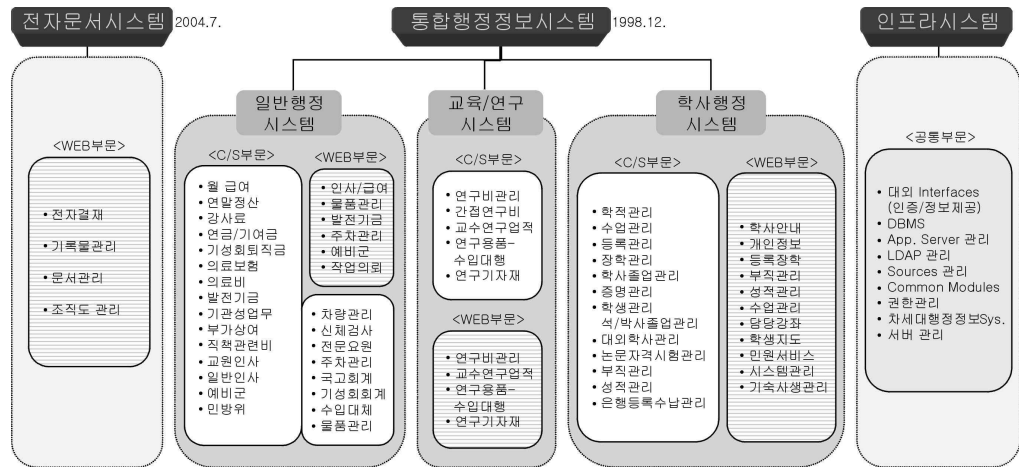 전자문서시스템 2004.7.
<WEB부문>
• 전자결재
• 기록물관리
• 문서관리
• 조직도 관리
통합행정정보시스템 1998.12.
일반행정
시스템
<C/S부문>
• 월 급여
• 연말정산
• 강사료
• 연금/기여금
• 기성회퇴직금
• 의료보험
• 의료비
• 발전기금
• 기관성업무
• 부가상여
• 직책관련비
• 교원인사
• 일반인사
• 예비군
• 민방위
<WEB부문>
• 인사/급여
• 물품관리
• 발전기금
• 주차관리
• 예비군
• 작업의뢰
• 차량관리
• 신체검사
• 전문요원
• 주차관리
• 국고회계
• 기성회회계
• 수입대체
• 물품관리
교육/연구
시스템
<C/S부문>
• 연구비관리
• 간접연구비
• 교수연구업적
• 연구용품-
수입대행
• 연구기자재
<WEB부문>
• 연구비관리
• 교수연구업적
• 연구용품-
수입대행
• 연구기자재
학사행정
시스템
<C/S부문>
• 학적관리
• 수업관리
• 등록관리
• 장학관리
• 학사졸업관리
• 증명관리
• 학생관리
석/박사졸업관리
• 대외학사관리
• 논문자격시험관리
• 부직관리
• 성적관리
• 은행등록수납관리
<WEB부문>
• 학사안내
• 개인정보
• 등록장학
• 부직관리
• 성적관리
• 수업관리
• 담당강좌
• 학생지도
• 민원서비스
• 시스템관리
• 기숙사생관리
인프라시스템
<공통부문>
• 대외 Interfaces
(인증/정보제공)
• DBMS
• App. Server 관리
• LDAP 관리
• Sources 관리
• Common Modules
• 권한관리
• 차세대행정정보Sys.
• 서버 관리